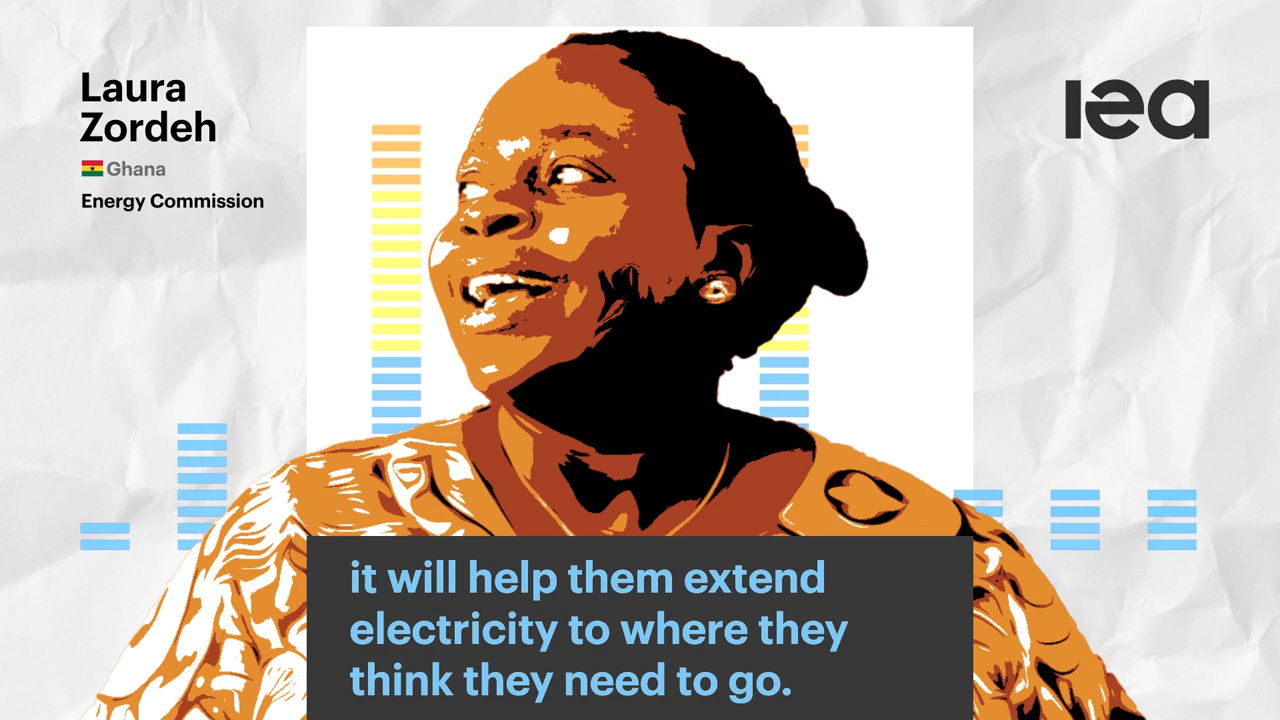 Laura
Zordeh
Ghana
Energy Commission
iea
it will help them extend
electricity to where they
think they need to go.